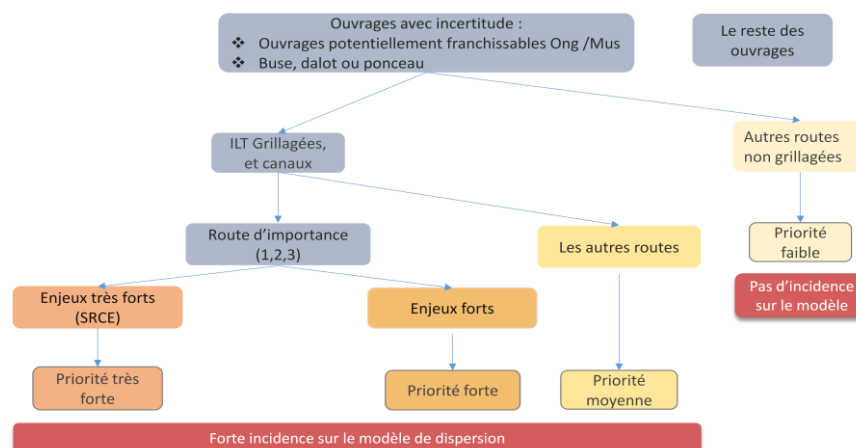 Ouvrages avec incertitude :
❖ Ouvrages potentiellement franchissables Ong /Mus
❖ Buse, dalot ou ponceau
Le reste des
ouvrages
ILT Grillagées,
et canaux
Autres routes
non grillagées
Route d'importance
(1,2,3)
Les autres routes
Priorité
faible
Enjeux très forts
(SRCE)
Enjeux forts
Pas d'incidence
sur le modèle
Priorité très
forte
Priorité forte
Priorité
moyenne
Forte incidence sur le modèle de dispersion